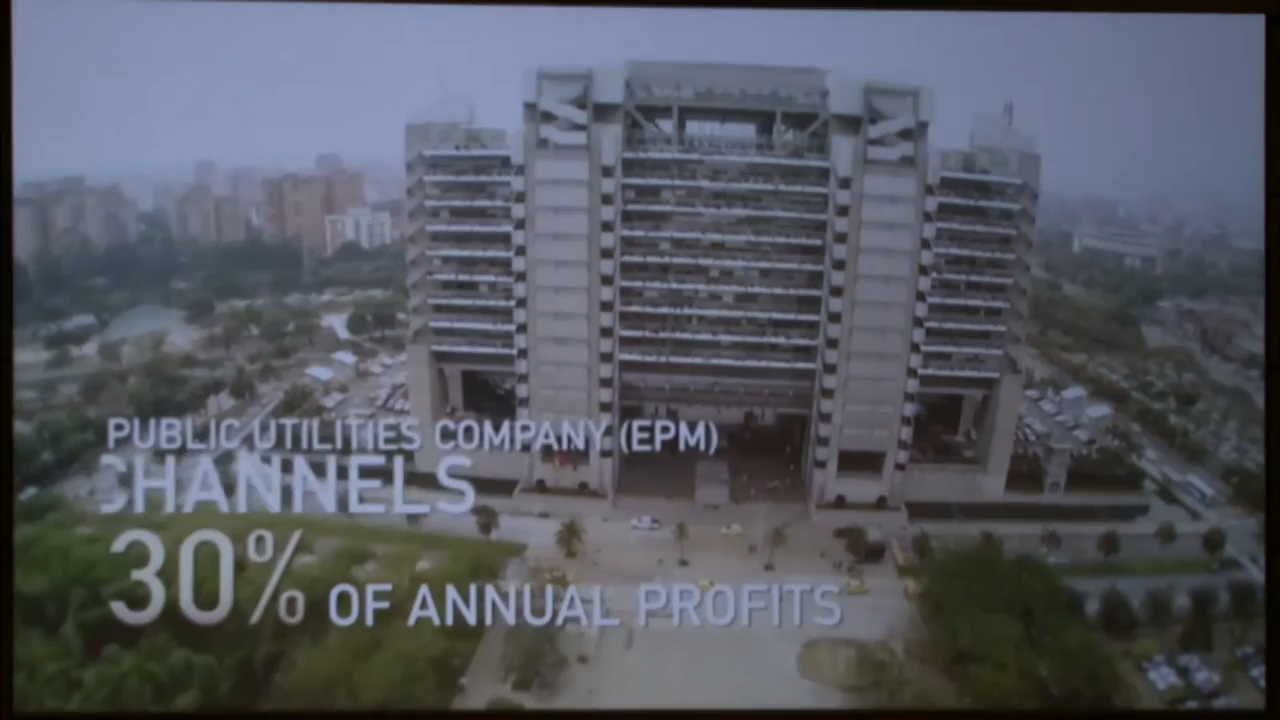 PUBLIC UTILITIES COMPANY (EPM)
CHANNELS
30% OF ANNUAL PROFITS